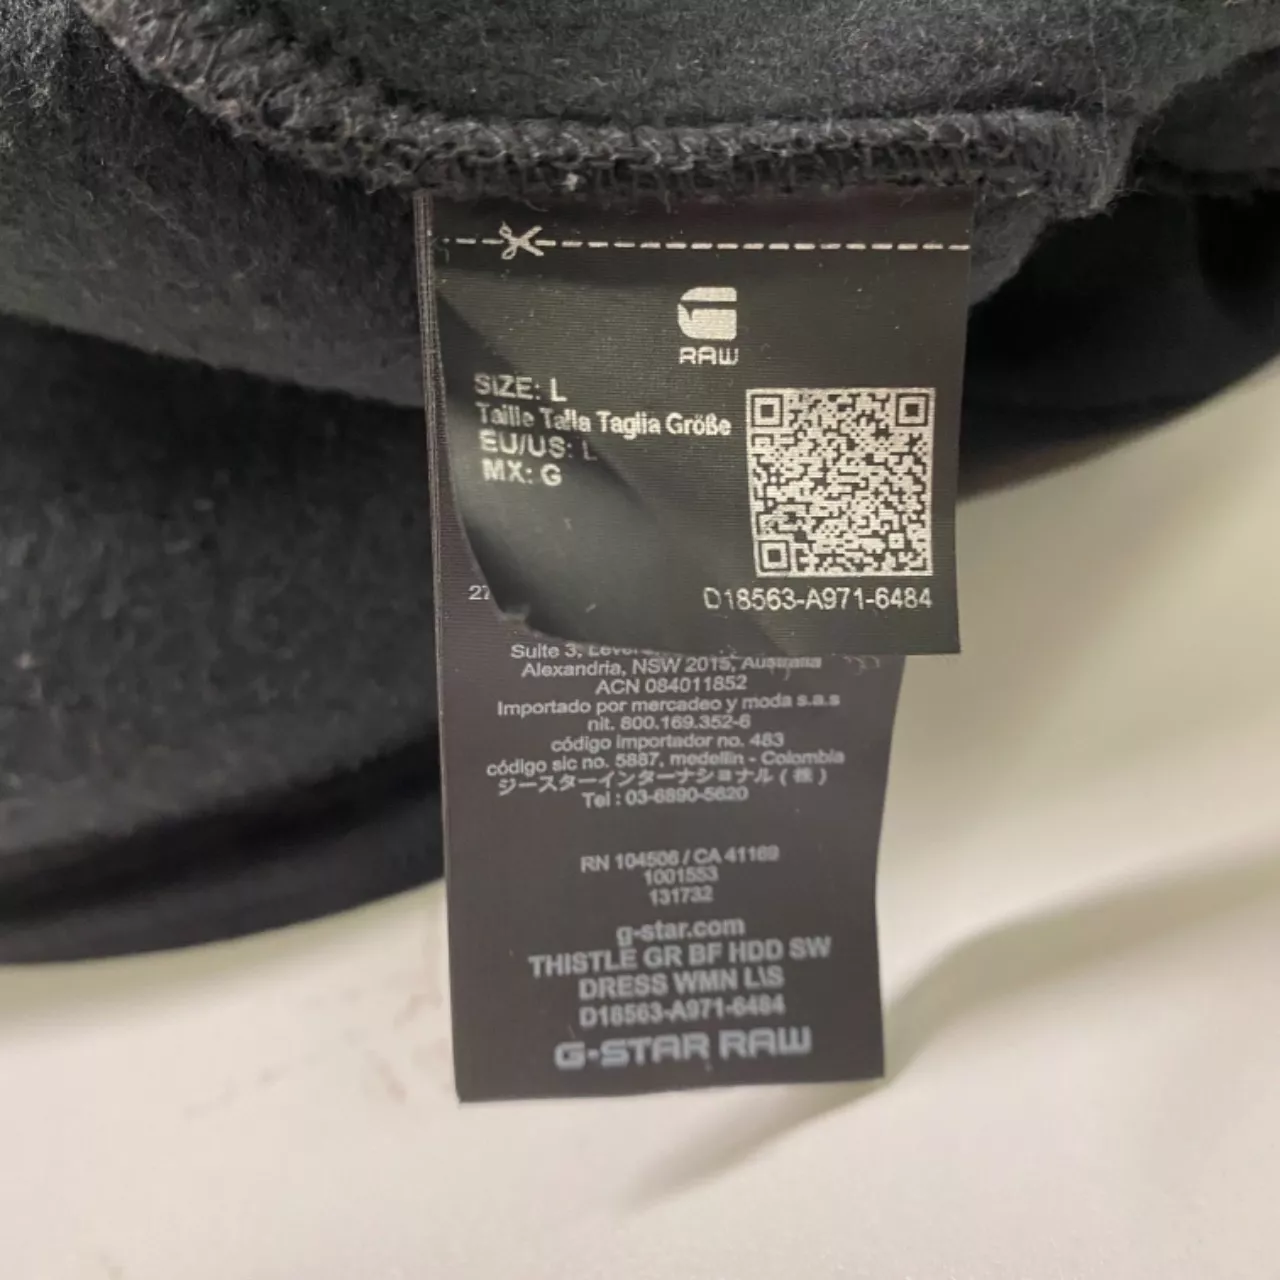 RAW
SIZE: L
Taille Talla Taglia Größe
EU/US: L
MX: G
D18563-A971-6484
27
Suite 3,
Alexandria, NSW 2015, Australia
ACN 084011852
Importado por mercadeo y moda s.a.s
nit. 800.169.352-6
código importador no. 483
código sic no. 5887, medellin - Colombia
ジースターインターナショナル (株)
Tel : 03-6890-5620
RN 104506 / CA 41169
1001553
131732
g-star.com
THISTLE GR BF HDD SW
DRESS WMN L\S
D18563-A971-6484
G-STAR RAW